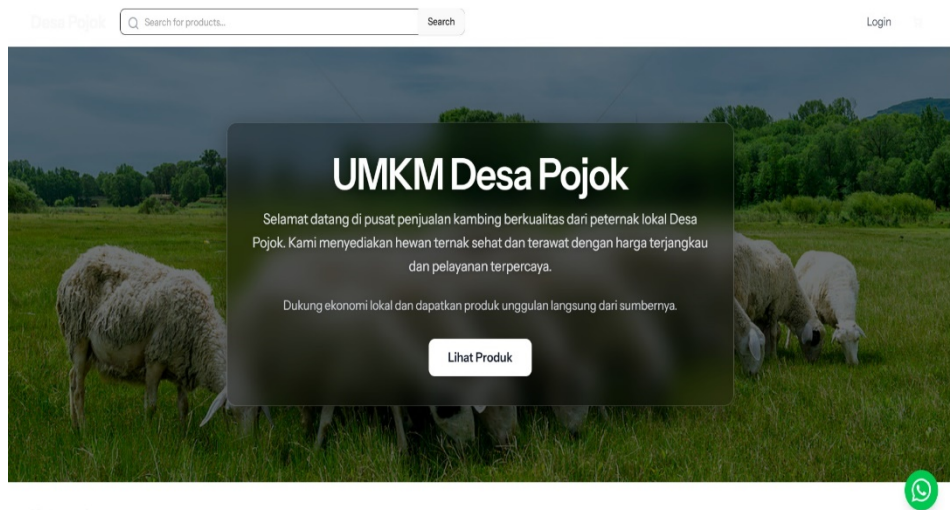 Desa Pojok
Search for products...
Search
Login
UMKM Desa Pojok
Selamat datang di pusat penjualan kambing berkualitas dari peternak lokal Desa
Pojok. Kami menyediakan hewan ternak sehat dan terawat dengan harga terjangkau
dan pelayanan terpercaya.
Dukung ekonomi lokal dan dapatkan produk unggulan langsung dari sumbernya.
Lihat Produk